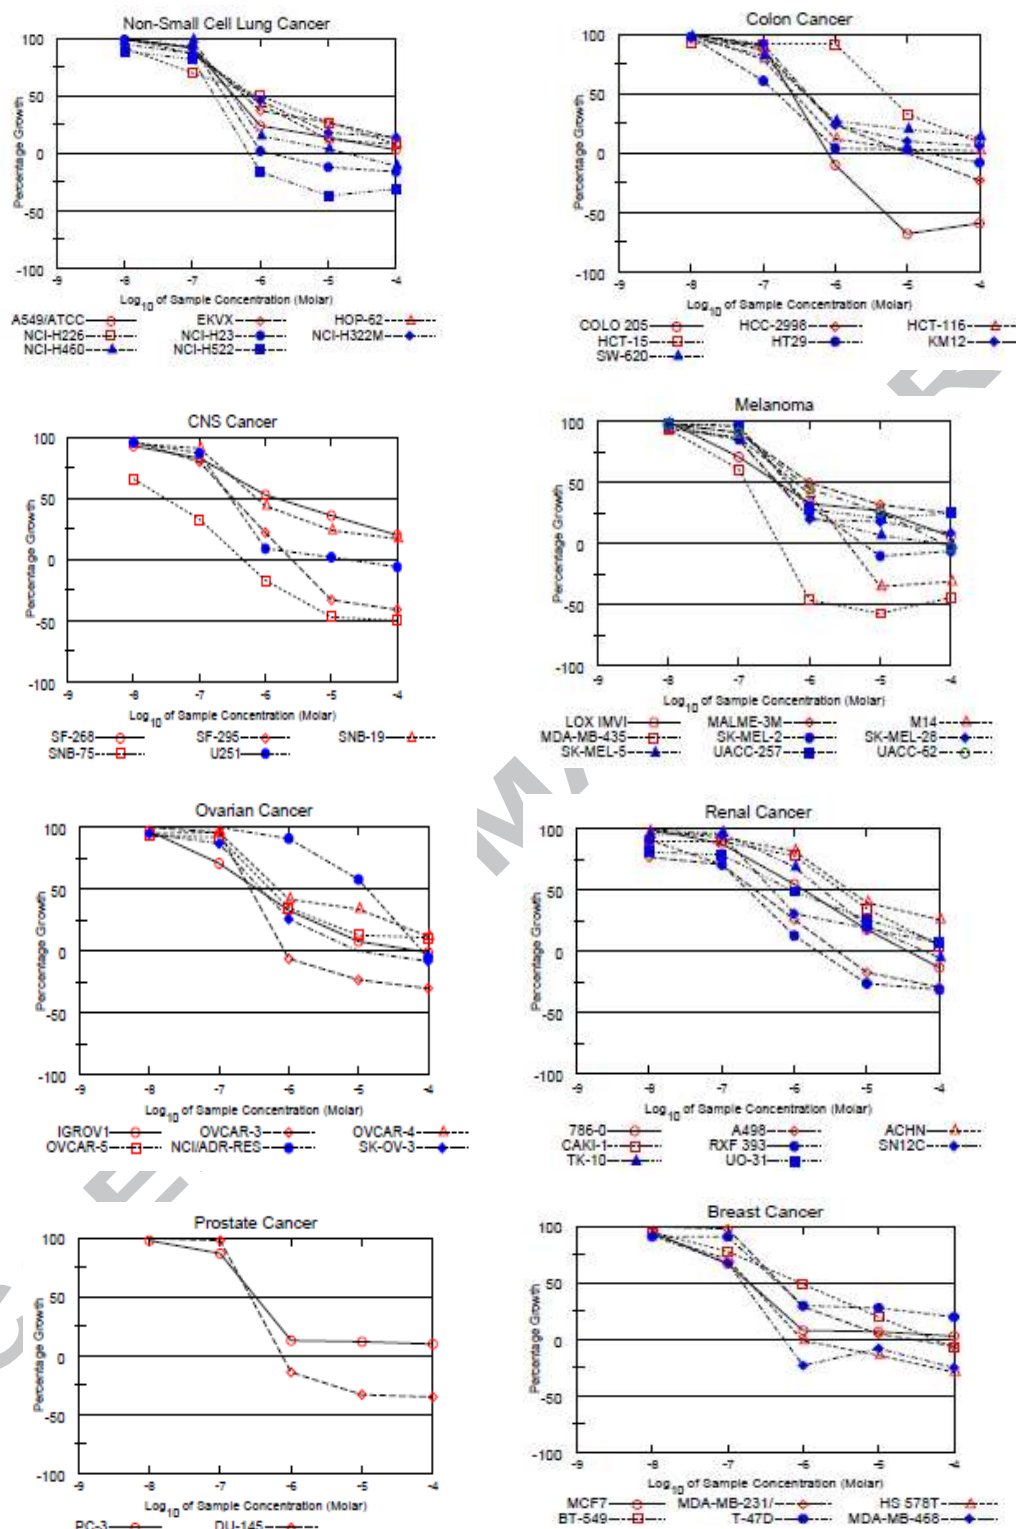 Non-Small Cell Lung Cancer
100
50
0
-50
-100
Percentage Growth
-9 -8 -7 -6 -5 -4
Log10 of Sample Concentration (Molar)
A549/ATCC EKVX HOP-62
NCI-H226 NCI-H23 NCI-H322M
NCI-H460 NCI-H522
Colon Cancer
100
50
0
-50
-100
Percentage Growth
-9 -8 -7 -6 -5 -4
Log10 of Sample Concentration (Molar)
COLO 205 HCC-2998 HCT-116
HCT-15 HT29 KM12
SW-620
CNS Cancer
100
50
0
-50
-100
Percentage Growth
-9 -8 -7 -6 -5 -4
Log10 of Sample Concentration (Molar)
SF-268 SF-295 SNB-19
SNB-75 U251
Melanoma
100
50
0
-50
-100
Percentage Growth
-9 -8 -7 -6 -5 -4
Log10 of Sample Concentration (Molar)
LOX IMVI MALME-3M M14
MDA-MB-435 SK-MEL-2 SK-MEL-28
SK-MEL-5 UACC-257 UACC-62
Ovarian Cancer
100
50
0
-50
-100
Percentage Growth
-9 -8 -7 -6 -5 -4
Log10 of Sample Concentration (Molar)
IGROV1 OVCAR-3 OVCAR-4
OVCAR-5 NCI/ADR-RES SK-OV-3
Renal Cancer
100
50
0
-50
-100
Percentage Growth
-9 -8 -7 -6 -5 -4
Log10 of Sample Concentration (Molar)
786-0 A498 ACHN
CAKI-1 RXF 393 SN12C
TK-10 UO-31
Prostate Cancer
100
50
0
-50
-100
Percentage Growth
-9 -8 -7 -6 -5 -4
Log10 of Sample Concentration (Molar)
PC-3 DU-145
Breast Cancer
100
50
0
-50
-100
Percentage Growth
-9 -8 -7 -6 -5 -4
Log10 of Sample Concentration (Molar)
MCF7 MDA-MB-231/ HS 578T
BT-549 T-47D MDA-MB-468